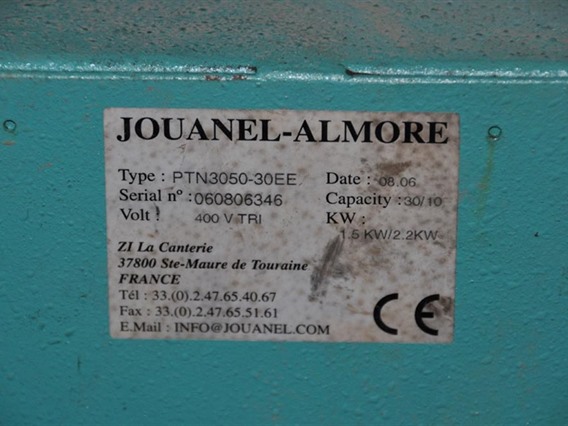 JOUANEL-ALMORE
Type : PTN3050-30EE Date : 08.06
Serial nº : 060806346 Capacity : 30/10
Volt : 400 V TRI KW : 1.5 KW/2.2KW
ZI La Canterie
37800 Ste-Maure de Touraine
FRANCE
Tél : 33.(0).2.47.65.40.67
Fax : 33.(0).2.47.65.51.61
E.Mail : INFO@JOUANEL.COM
CE